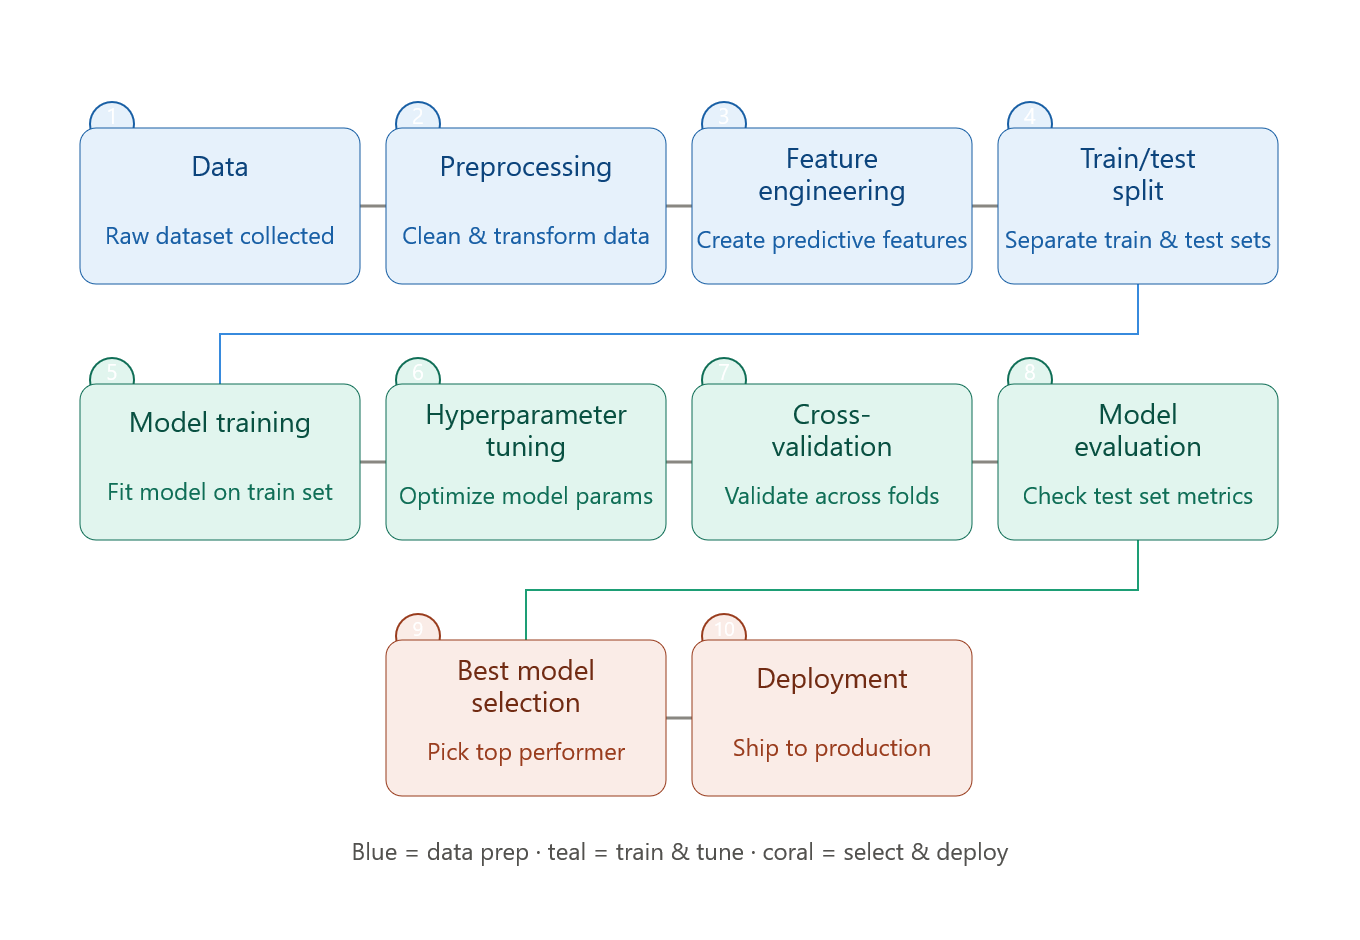 1
2
3
4
Data
Raw dataset collected
Preprocessing
Clean & transform data
Feature
engineering
Create predictive features
Train/test
split
Separate train & test sets
5
6
7
8
Model training
Fit model on train set
Hyperparameter
tuning
Optimize model params
Cross-
validation
Validate across folds
Model
evaluation
Check test set metrics
9
10
Best model
selection
Pick top performer
Deployment
Ship to production
Blue = data prep · teal = train & tune · coral = select & deploy